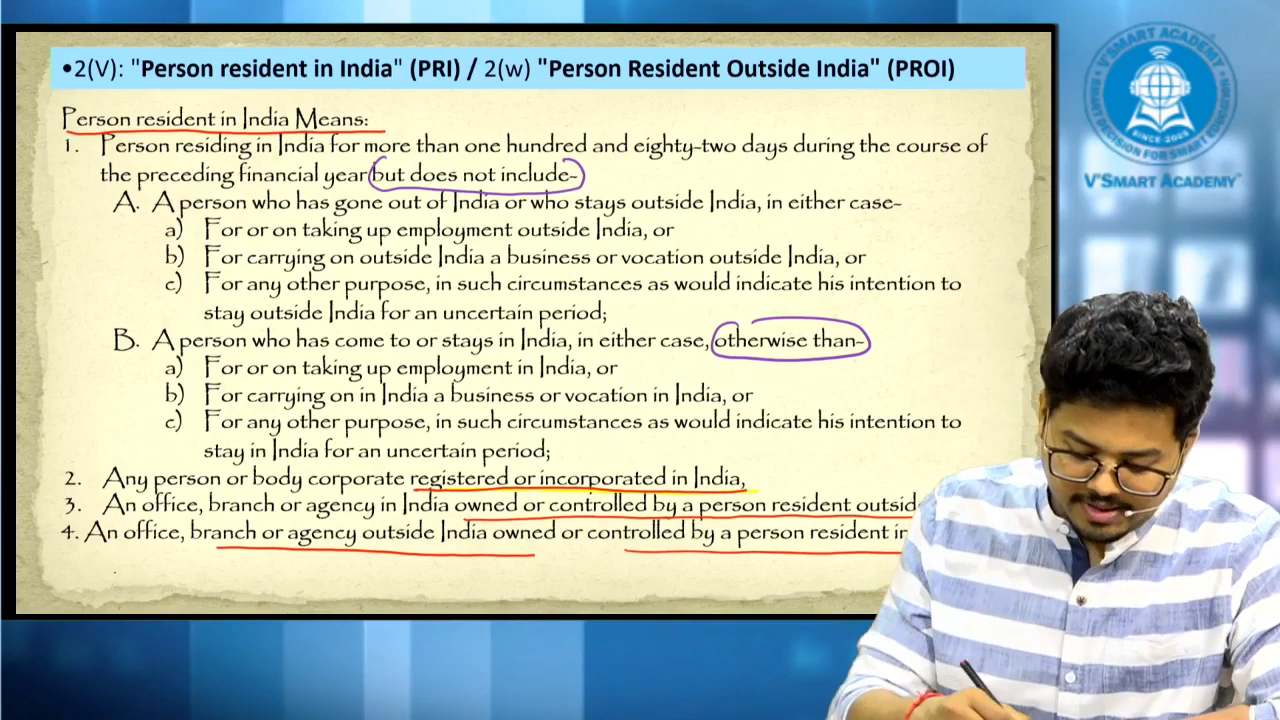 •2(V): "Person resident in India" (PRI) / 2(w) "Person Resident Outside India" (PROI)
Person resident in India Means:
1. Person residing in India for more than one hundred and eighty-two days during the course of
the preceding financial year but does not include-
A. A person who has gone out of India or who stays outside India, in either case-
a) For or on taking up employment outside India, or
b) For carrying on outside India a business or vocation outside India, or
c) For any other purpose, in such circumstances as would indicate his intention to
stay outside India for an uncertain period;
B. A person who has come to or stays in India, in either case, otherwise than-
a) For or on taking up employment in India, or
b) For carrying on in India a business or vocation in India, or
c) For any other purpose, in such circumstances as would indicate his intention to
stay in India for an uncertain period;
2. Any person or body corporate registered or incorporated in India,
3. An office, branch or agency in India owned or controlled by a person resident outsid
4. An office, branch or agency outside India owned or controlled by a person resident in
V'SMART ACADEMY
SINCE 2025
V'SMART ACADEMY